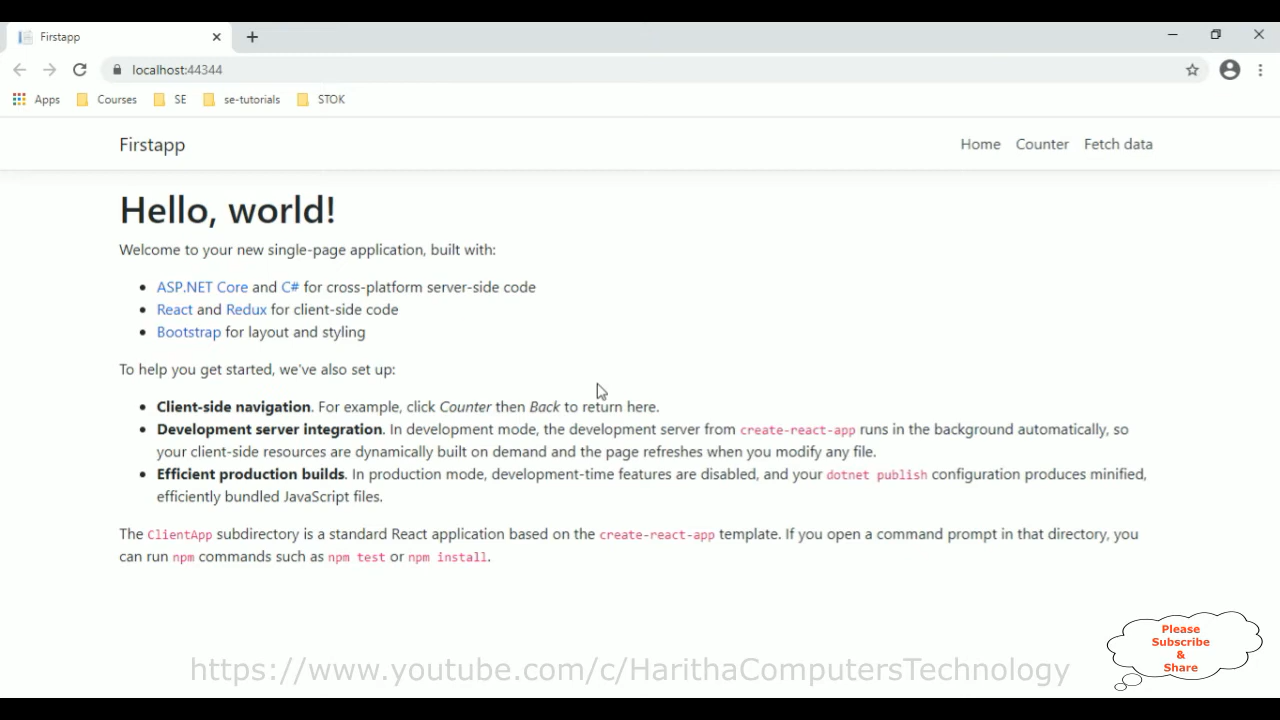 Firstapp
localhost:44344
Apps Courses SE se-tutorials STOK
Firstapp Home Counter Fetch data
Hello, world!
Welcome to your new single-page application, built with:
ASP.NET Core and C# for cross-platform server-side code
React and Redux for client-side code
Bootstrap for layout and styling
To help you get started, we've also set up:
Client-side navigation. For example, click Counter then Back to return here.
Development server integration. In development mode, the development server from create-react-app runs in the background automatically, so
your client-side resources are dynamically built on demand and the page refreshes when you modify any file.
Efficient production builds. In production mode, development-time features are disabled, and your dotnet publish configuration produces minified,
efficiently bundled JavaScript files.
The ClientApp subdirectory is a standard React application based on the create-react-app template. If you open a command prompt in that directory, you
can run npm commands such as npm test or npm install.
Please
Subscribe
&
Share
https://www.youtube.com/c/HarithaComputersTechnology